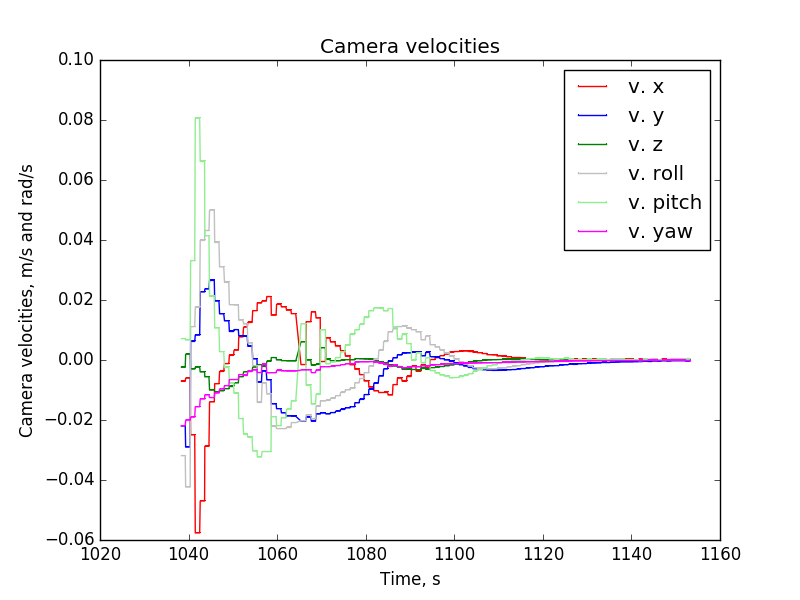 Camera velocities
0.10
0.08
0.06
0.04
0.02
0.00
−0.02
−0.04
−0.06
Camera velocities, m/s and rad/s
v. x
v. y
v. z
v. roll
v. pitch
v. yaw
1020 1040 1060 1080 1100 1120 1140 1160
Time, s